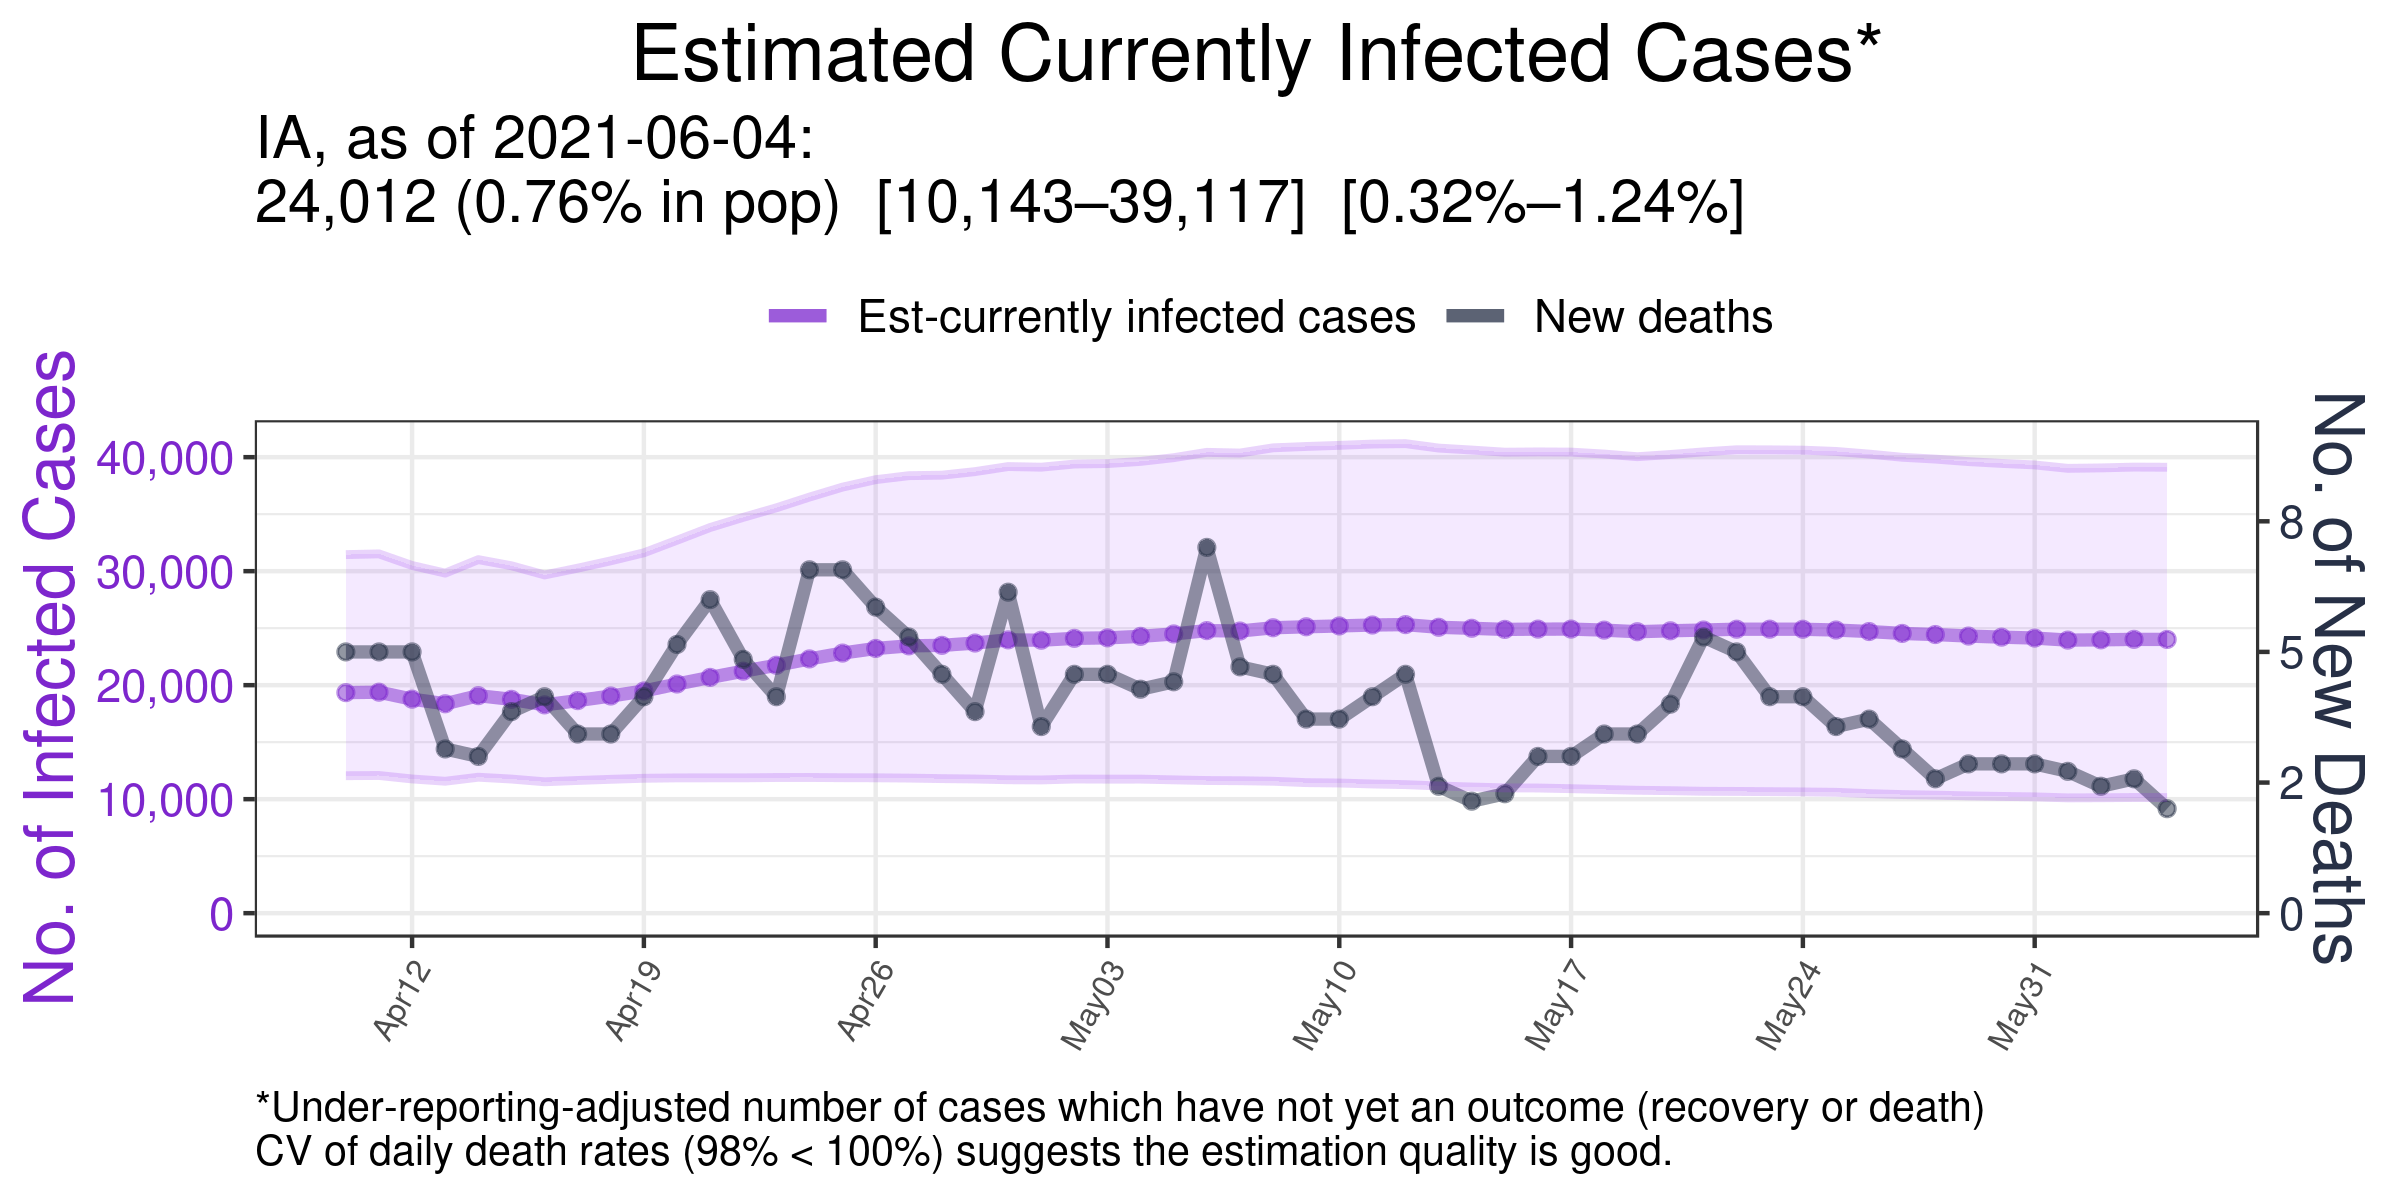 Estimated Currently Infected Cases*
IA, as of 2021-06-04:
24,012 (0.76% in pop)  [10,143–39,117]  [0.32%–1.24%]
Est-currently infected cases
New deaths
No. of Infected Cases
40,000
30,000
20,000
10,000
0
8
5
2
0
No. of New Deaths
Apr12
Apr19
Apr26
May03
May10
May17
May24
May31
*Under-reporting-adjusted number of cases which have not yet an outcome (recovery or death)
CV of daily death rates (98% < 100%) suggests the estimation quality is good.